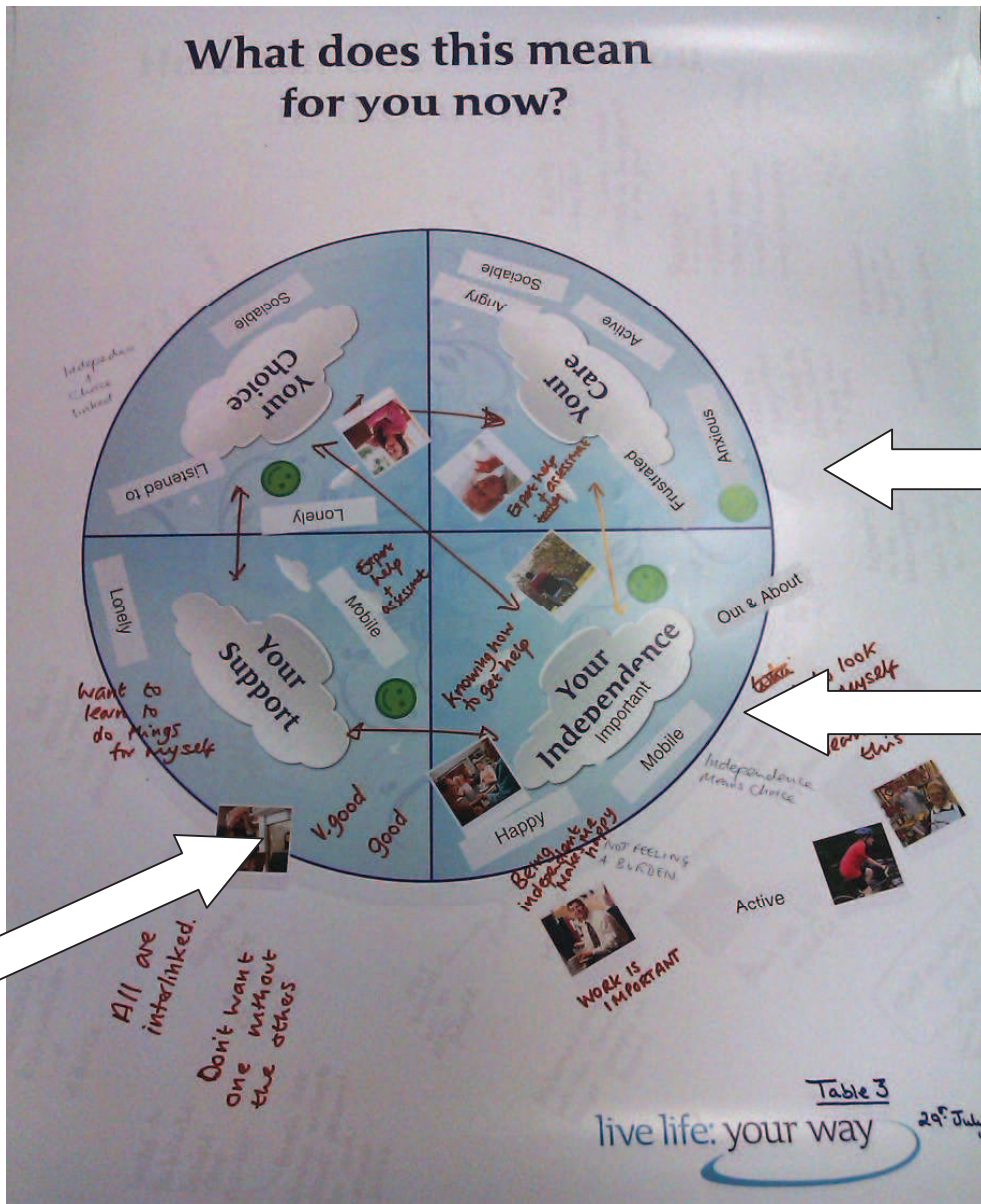 What does this mean
for you now?
Sociable
Your
Choice
Independence
+
Choice
linked
Listened to
Lonely
Sociable
Angry
Active
Your
Care
Anxious
Frustrated
Expert help
+ assessment
today
Lonely
Your
Support
Mobile
Expert
help
+
assessment
want to
learn to
do things
for myself
V. good
good
Knowing how
to get help
Your
Independence
Important
Mobile
Happy
Out & About
look
myself
this
Independence
Means Choice
Being
independent
Makes me
happy
NOT FEELING
A BURDEN
Active
WORK IS
IMPORTANT
All are
interlinked.
Don't want
one without
the others
Table 3
live life: your way
29th July